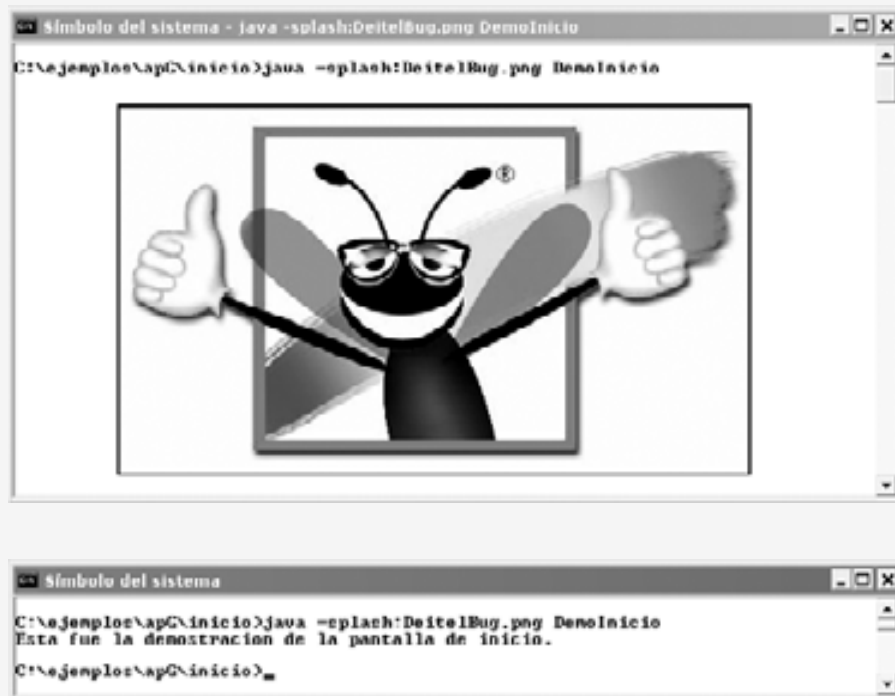 Símbolo del sistema - java -splash:DeitelBug.png DemoInicio
C:\ejemplos\apG\inicio>java -splash:DeitelBug.png DemoInicio
®
Símbolo del sistema
C:\ejemplos\apG\inicio>java -splash:DeitelBug.png DemoInicio
Esta fue la demostracion de la pantalla de inicio.
C:\ejemplos\apG\inicio>_